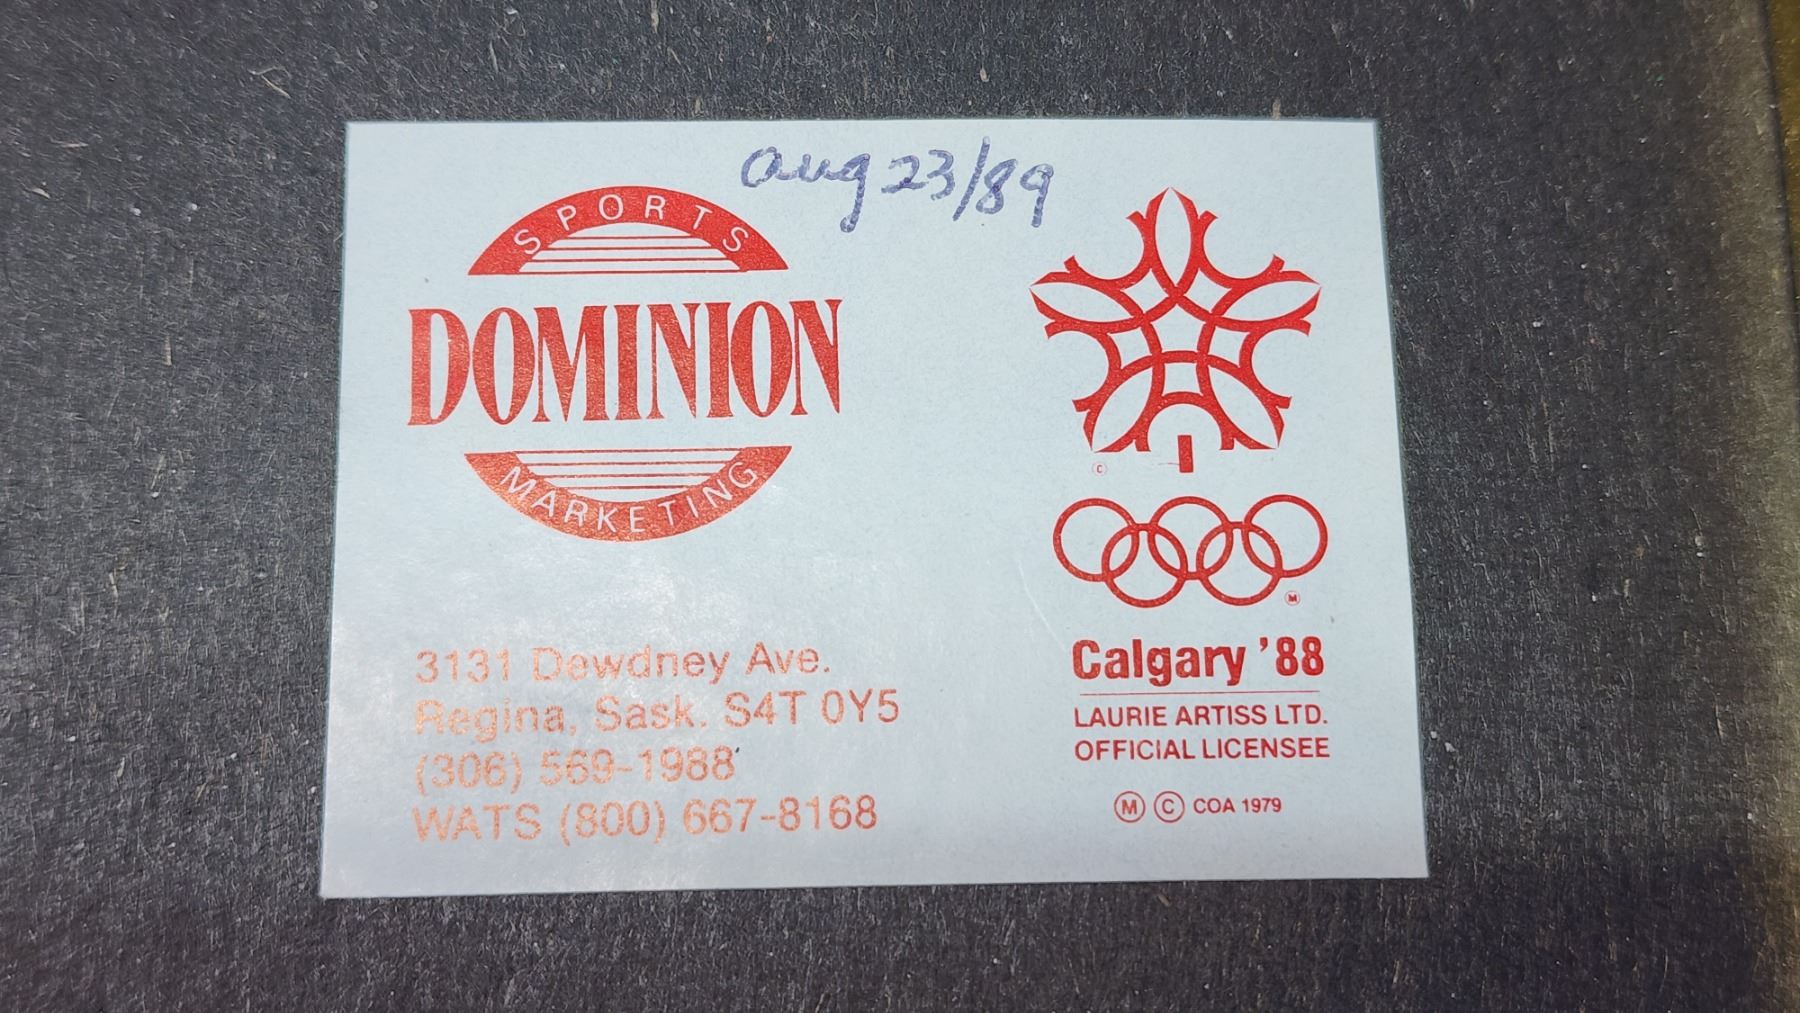 aug 23/89
SPORTS
DOMINION
MARKETING
3131 Dewdney Ave.
Regina, Sask. S4T 0Y5
(306) 569-1988
WATS (800) 667-8168
©
Ⓜ
Calgary '88
LAURIE ARTISS LTD.
OFFICIAL LICENSEE
Ⓜ © COA 1979